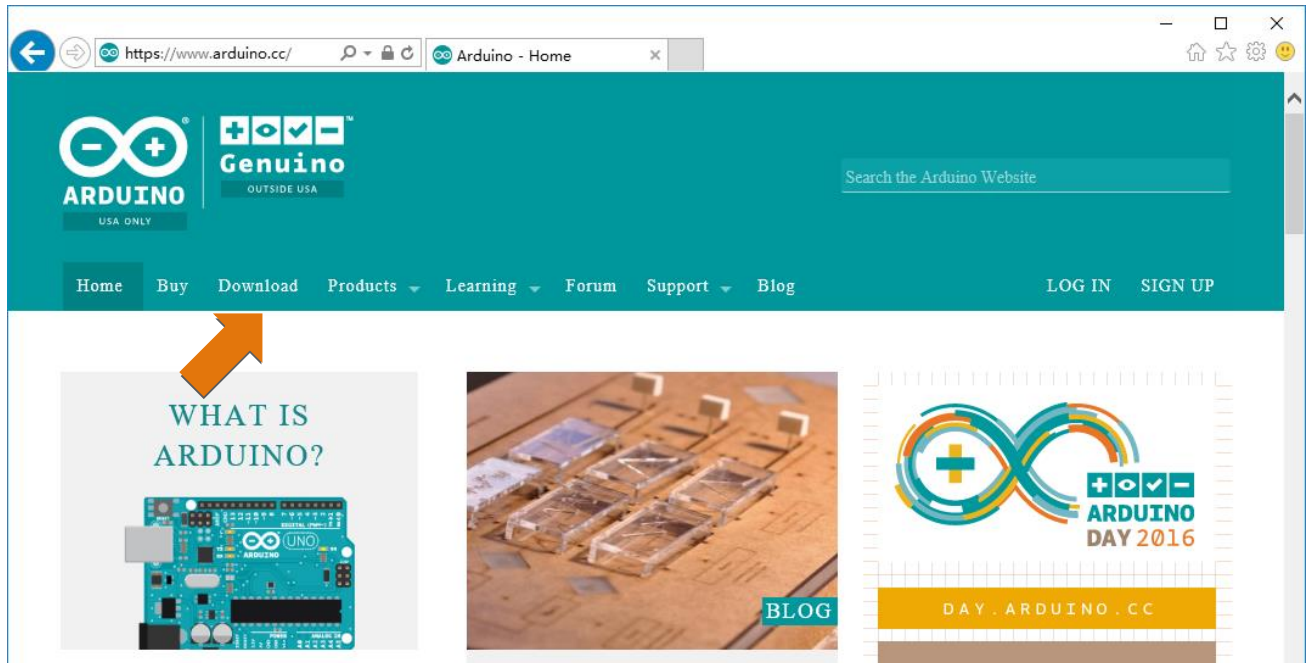 https://www.arduino.cc/
Arduino - Home
ARDUINO
USA ONLY
Genuino
OUTSIDE USA
Search the Arduino Website
Home Buy Download Products Learning Forum Support Blog LOG IN SIGN UP
WHAT IS
ARDUINO?
UNO
ARDUINO
BLOG
ARDUINO
DAY 2016
DAY.ARDUINO.CC